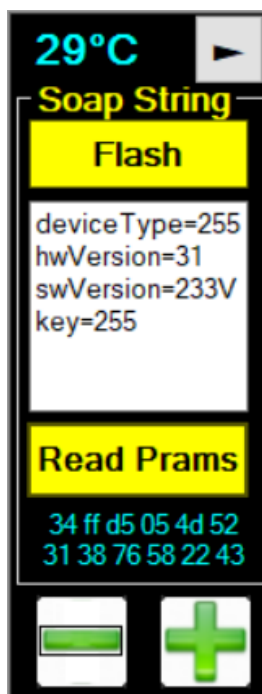 29°C
Soap String
Flash
deviceType=255
hwVersion=31
swVersion=233V
key=255
Read Prams
34 ff d5 05 4d 52
31 38 76 58 22 43